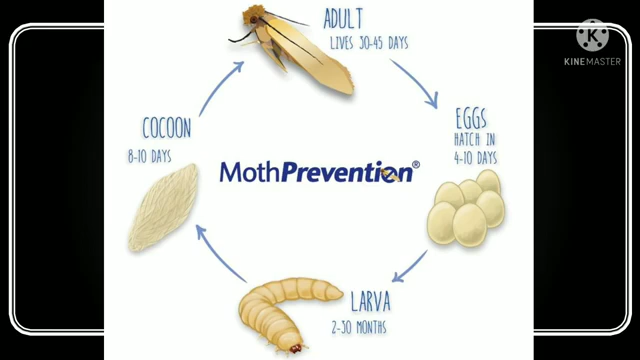 ADULT
LIVES 30-45 DAYS
K
KINEMASTER
EGGS
HATCH IN
4-10 DAYS
COCOON
8-10 DAYS
MothPrevention®
LARVA
2-30 MONTHS